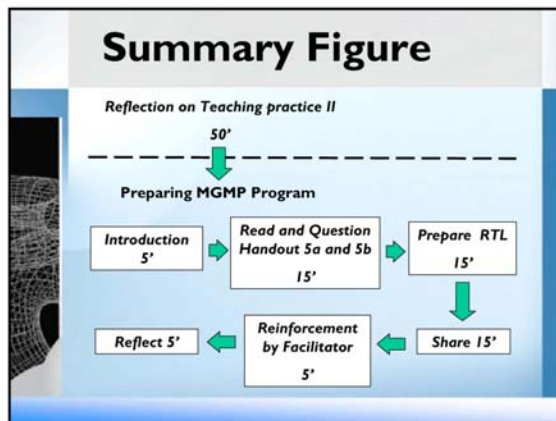 Summary Figure
Reflection on Teaching practice II
50’
Preparing MGMP Program
Introduction
5’
Read and Question
Handout 5a and 5b
15’
Prepare RTL
15’
Share 15’
Reinforcement
by Facilitator
5’
Reflect 5’